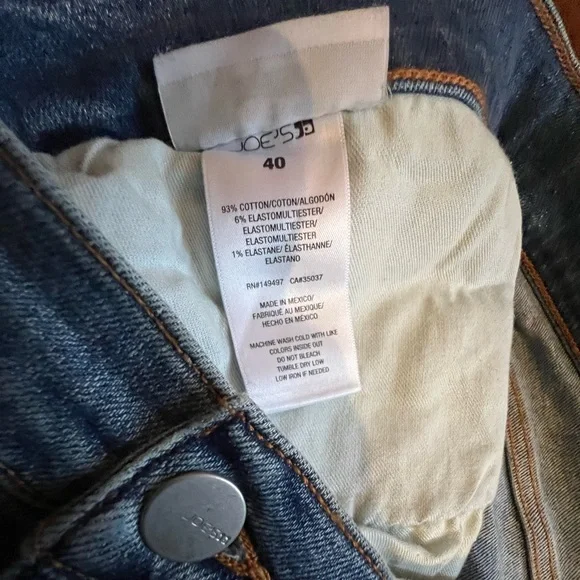 JOE'S
40
93% COTTON/COTON/ALGODÓN
6% ELASTOMULTIESTER/
ELASTOMULTIESTER/
ELASTOMULTIESTER
1% ELASTANE/ ÉLASTHANNE/
ELASTANO
RN#149497 CA#35037
MADE IN MEXICO/
FABRIQUÉ AU MEXIQUE/
HECHO EN MÉXICO
MACHINE WASH COLD WITH LIKE
COLORS INSIDE OUT
DO NOT BLEACH
TUMBLE DRY LOW
LOW IRON IF NEEDED
JOE'S